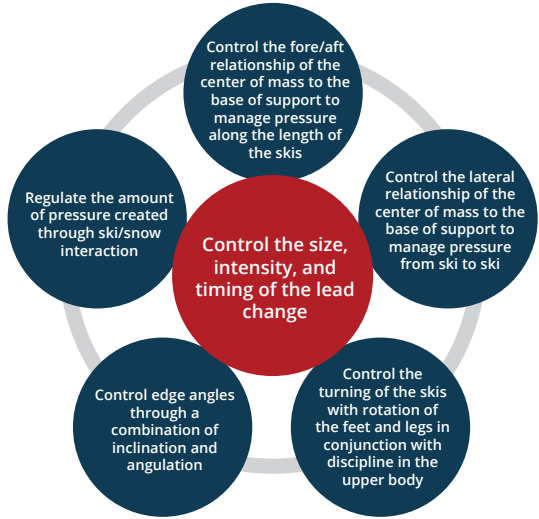 Control the fore/aft
relationship of the
center of mass to the
base of support to
manage pressure
along the length of
the skis
Control the lateral
relationship of the
center of mass to the
base of support to
manage pressure
from ski to ski
Regulate the amount
of pressure created
through ski/snow
interaction
Control the size,
intensity, and
timing of the lead
change
Control edge angles
through a
combination of
inclination and
angulation
Control the
turning of the skis
with rotation of
the feet and legs in
conjunction with
discipline in the
upper body